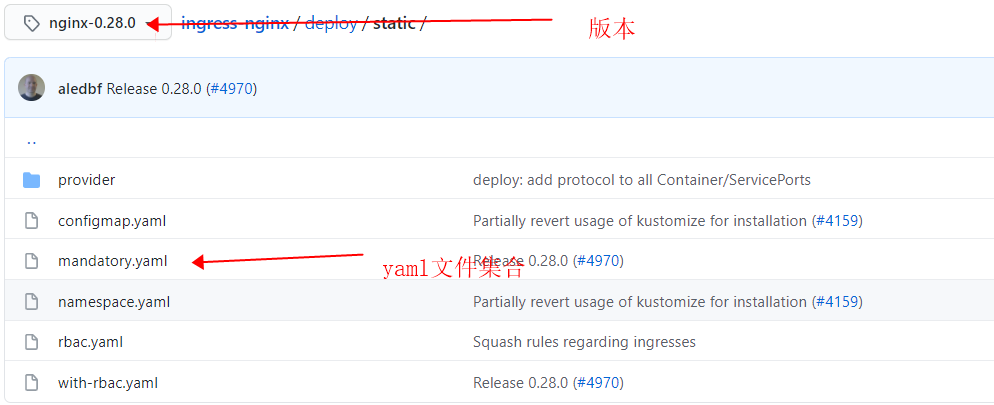 nginx-0.28.0 ingress-nginx / deploy / static / 版本
aledbf Release 0.28.0 (#4970)
..
provider deploy: add protocol to all Container/ServicePorts
configmap.yaml Partially revert usage of kustomize for installation (#4159)
mandatory.yaml yaml文件集合 Release 0.28.0 (#4970)
namespace.yaml Partially revert usage of kustomize for installation (#4159)
rbac.yaml Squash rules regarding ingresses
with-rbac.yaml Release 0.28.0 (#4970)